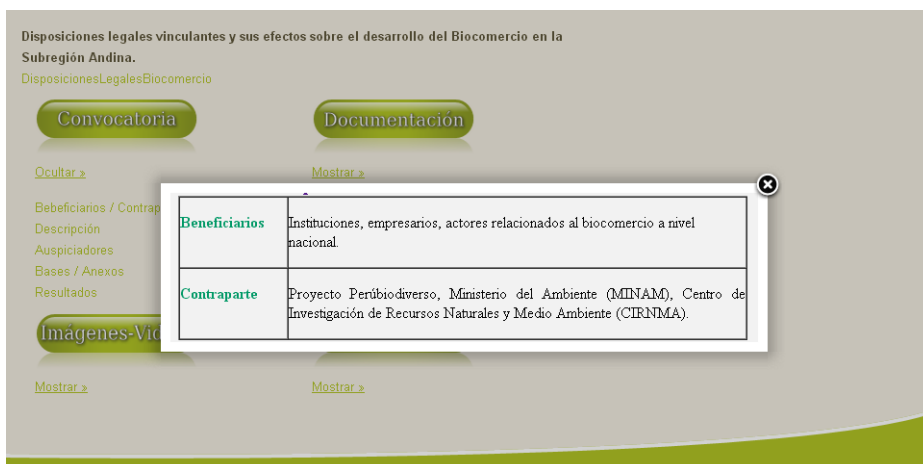 Disposiciones legales vinculantes y sus efectos sobre el desarrollo del Biocomercio en la
Subregión Andina.
DisposicionesLegalesBiocomercio
Convocatoria
Documentación
Ocultar »
Mostrar »
Bebeficiarios / Contrap
Descripción
Auspiciadores
Bases / Anexos
Resultados
Beneficiarios
Instituciones, empresarios, actores relacionados al biocomercio a nivel
nacional.
Contraparte
Proyecto Perúbiodiverso, Ministerio del Ambiente (MINAM), Centro de
Investigación de Recursos Naturales y Medio Ambiente (CIRNMA).
Imágenes-Vid
Mostrar »
Mostrar »